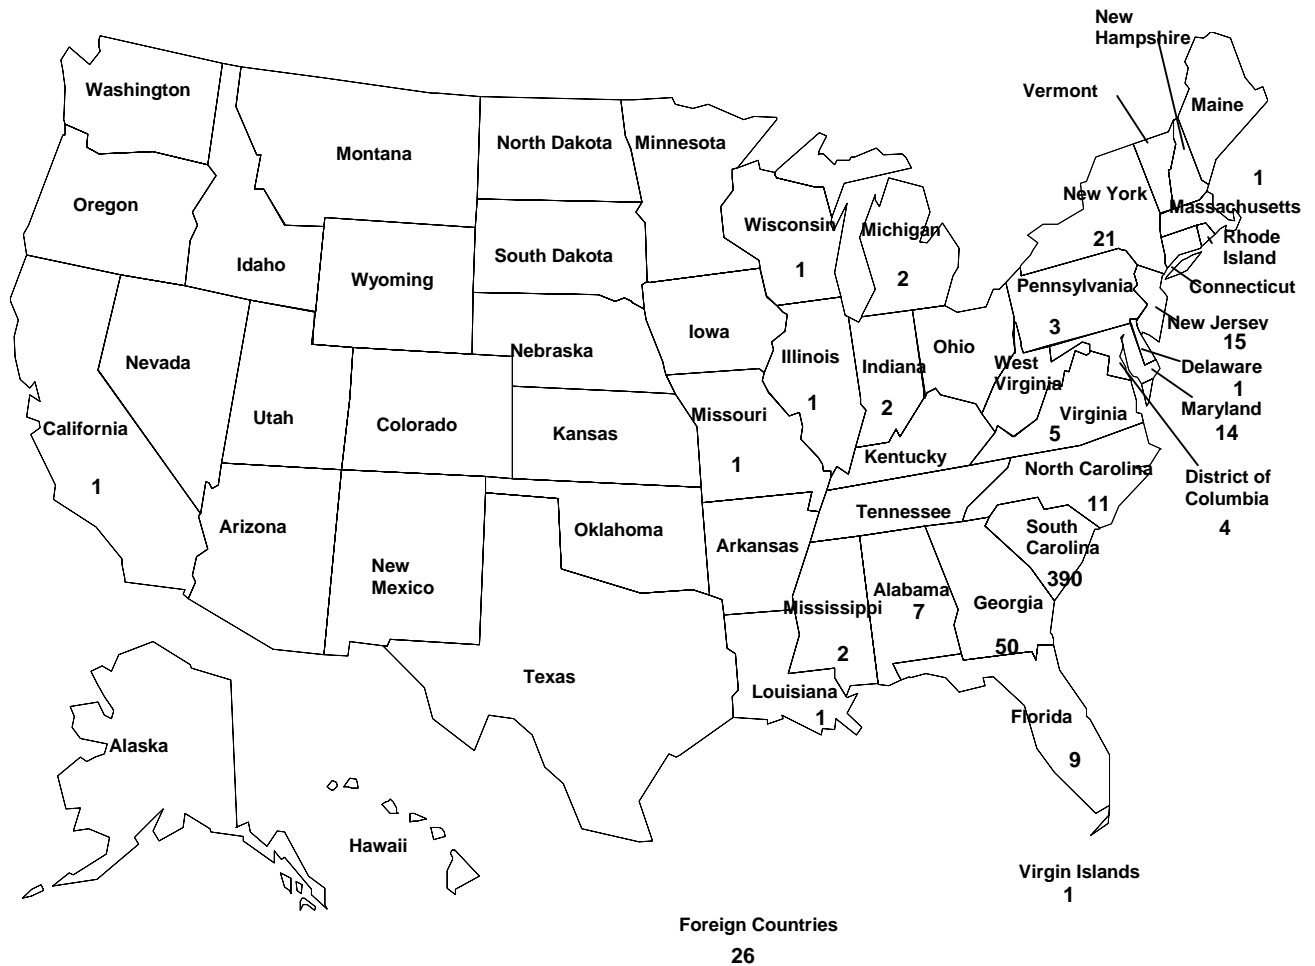 New
Hampshire
Vermont
Washington
Maine
North Dakota
Minnesota
Montana
1
New York
Massachusetts
Oregon
Wisconsin
Michigan
21
Rhode
Island
South Dakota
Idaho
1
2
Wyoming
Pennsylvania
Connecticut
3
New Jersev
15
Iowa
Ohio
Nebraska
Illinois
Nevada
Indiana
West
Virginia
Delaware
1
1
2
Maryland
14
Missouri
Virginia
5
Utah
Colorado
California
Kansas
Kentucky
1
North Carolina
11
District of
Columbia
4
1
Tennessee
Arizona
Oklahoma
South
Carolina
390
Arkansas
New
Mexico
Alabama
7
Mississippi
2
Georgia
50
Texas
Louisiana
1
Florida
9
Alaska
Hawaii
Virgin Islands
1
Foreign Countries
26